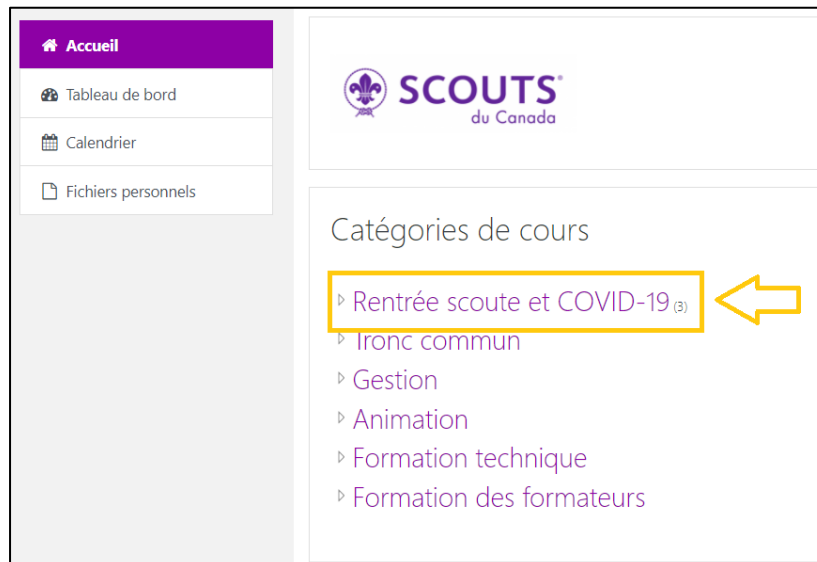 Accueil
Tableau de bord
Calendrier
Fichiers personnels
SCOUTS
du Canada
Catégories de cours
Rentrée scoute et COVID-19 (3)
Tronc commun
Gestion
Animation
Formation technique
Formation des formateurs